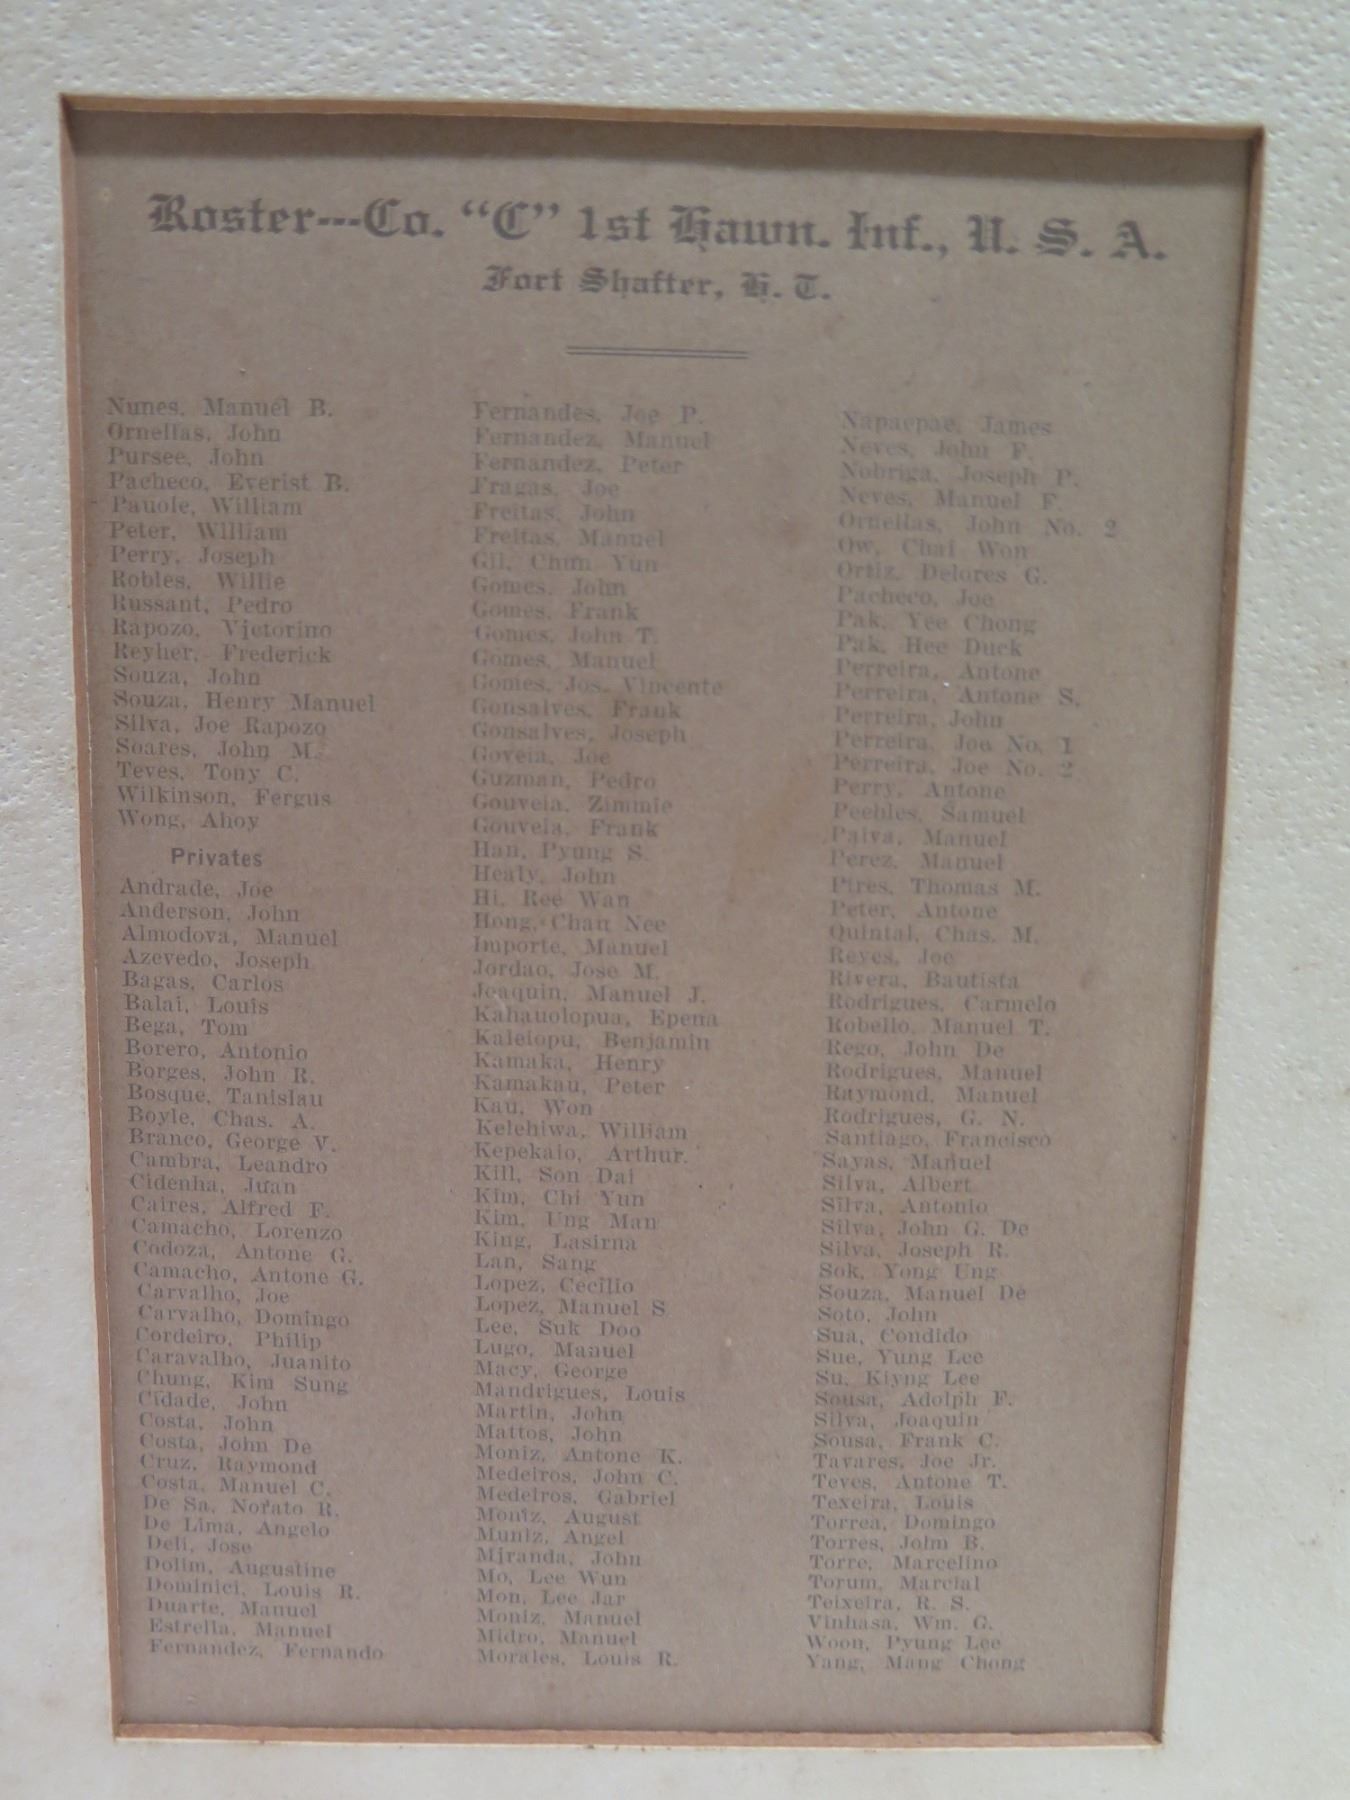 Roster---Co. "C" 1st Hawn. Inf., U. S. A.
Fort Shafter, H. T.
Nunes, Manuel B.
Ornellas, John
Pursee, John
Pacheco, Everist B.
Pauole, William
Peter, William
Perry, Joseph
Robles, Willie
Russant, Pedro
Rapozo, Victorino
Reyher, Frederick
Souza, John
Souza, Henry Manuel
Silva, Joe Rapozo
Soares, John M.
Teves, Tony C.
Wilkinson, Fergus
Wong, Ahoy
Privates
Andrade, Joe
Anderson, John
Almodova, Manuel
Azevedo, Joseph
Bagas, Carlos
Balai, Louis
Bega, Tom
Borero, Antonio
Borges, John R.
Bosque, Tanislau
Boyle, Chas. A.
Branco, George V.
Cambra, Leandro
Cidenha, Juan
Caires, Alfred F.
Camacho, Lorenzo
Codoza, Antone G.
Camacho, Antone G.
Carvalho, Joe
Carvalho, Domingo
Cordeiro, Philip
Caravalho, Juanito
Chung, Kim Sung
Cidade, John
Costa, John
Costa, John De
Cruz, Raymond
Costa, Manuel C.
De Sa, Norato R.
De Lima, Angelo
Deli, Jose
Dolim, Augustine
Dominici, Louis R.
Duarte, Manuel
Estrella, Manuel
Fernandez, Fernando
Fernandes, Joe P.
Fernandez, Manuel
Fernandez, Peter
Fragas, Joe
Freitas, John
Freitas, Manuel
Gil, Chun Yun
Gomes, John
Gomes, Frank
Gomes, John T.
Gomes, Manuel
Gomes, Jos. Vincente
Gonsalves, Frank
Gonsalves, Joseph
Goveia, Joe
Guzman, Pedro
Gouveia, Zimmie
Gouveia, Frank
Han, Pyung S.
Healy, John
Hi, Ree Wan
Hong, Chan Nee
Importe, Manuel
Jordao, Jose M.
Joaquin, Manuel J.
Kahauolopua, Epena
Kaleiopu, Benjamin
Kamaka, Henry
Kamakau, Peter
Kau, Won
Kelehiwa, William
Kepekaio, Arthur.
Kill, Son Dai
Kim, Chi Yun
Kim, Ung Man
King, Lasirna
Lan, Sang
Lopez, Cecilio
Lopez, Manuel S.
Lee, Suk Doo
Lugo, Manuel
Macy, George
Mandrigues, Louis
Martin, John
Mattos, John
Moniz, Antone K.
Medeiros, John C.
Medeiros, Gabriel
Moniz, August
Muniz, Angel
Miranda, John
Mo, Lee Wun
Mon, Lee Jar
Moniz, Manuel
Midro, Manuel
Morales, Louis R.
Napaepae, James
Neves, John F.
Nobriga, Joseph P.
Neves, Manuel F.
Ornellas, John No. 2
Ow, Chai Won
Ortiz, Delores G.
Pacheco, Joe
Pak, Yee Chong
Pak, Hee Duck
Perreira, Antone
Perreira, Antone S.
Perreira, John
Perreira, Joe No. 1
Perreira, Joe No. 2
Perry, Antone
Peebles, Samuel
Paiva, Manuel
Perez, Manuel
Pires, Thomas M.
Peter, Antone
Quintal, Chas. M.
Reyes, Joe
Rivera, Bautista
Rodrigues, Carmelo
Robello, Manuel T.
Rego, John De
Rodrigues, Manuel
Raymond, Manuel
Rodrigues, G. N.
Santiago, Francisco
Sayas, Manuel
Silva, Albert
Silva, Antonio
Silva, John G. De
Silva, Joseph R.
Sok, Yong Ung
Souza, Manuel De
Soto, John
Sua, Condido
Sue, Yung Lee
Su, Kiyng Lee
Sousa, Adolph F.
Silva, Joaquin
Sousa, Frank C.
Tavares, Joe Jr.
Teves, Antone T.
Texeira, Louis
Torrea, Domingo
Torres, John B.
Torre, Marcelino
Torum, Marcial
Teixeira, R. S.
Vinhasa, Wm. G.
Woon, Pyung Lee
Yang, Mang Chong